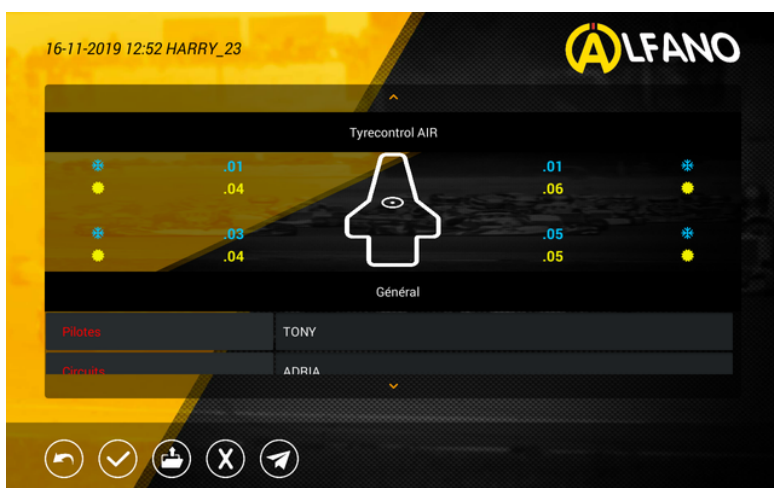 16-11-2019 12:52 HARRY_23
ALFANO
Tyrecontrol AIR
.01 .01
.04 .06
.03 .05
.04 .05
Général
Pilotes TONY
Circuits ADRIA
X